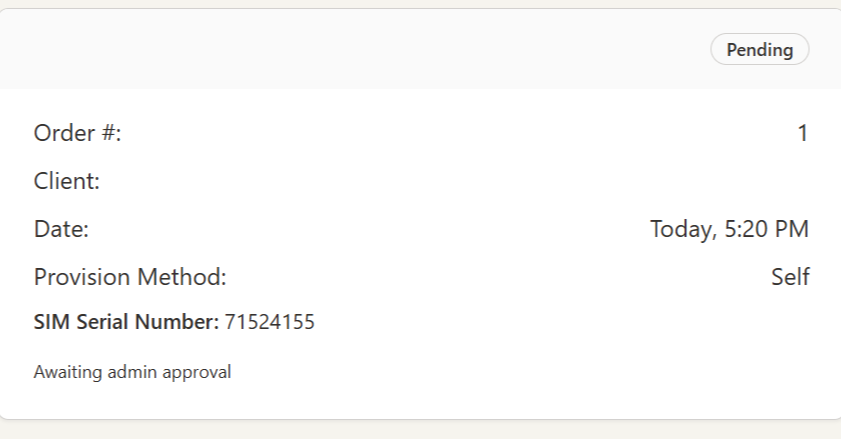 Pending
Order #: 1
Client:
Date: Today, 5:20 PM
Provision Method: Self
SIM Serial Number: 71524155
Awaiting admin approval